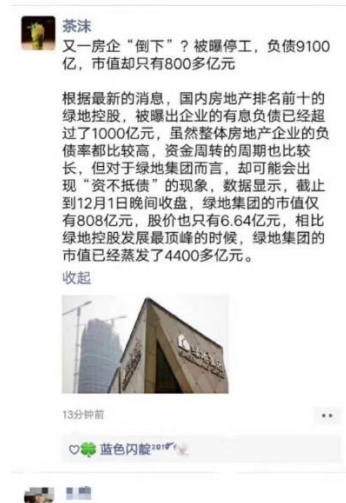 茶沫
又一房企“倒下”？被曝停工，负债9100
亿，市值却只有800多亿元
根据最新的消息，国内房地产排名前十的
绿地控股，被曝出企业的有息负债已经超
过了1000亿元，虽然整体房地产企业的负
债率都比较高，资金周转的周期也比较
长，但对于绿地集团而言，却可能会出
现“资不抵债”的现象，数据显示，截止
到12月1日晚间收盘，绿地集团的市值仅
有808亿元，股价也只有6.64亿元，相比
绿地控股发展最顶峰的时候，绿地集团的
市值已经蒸发了4400多亿元。
收起
13分钟前
蓝色闪靛²⁰¹⁹